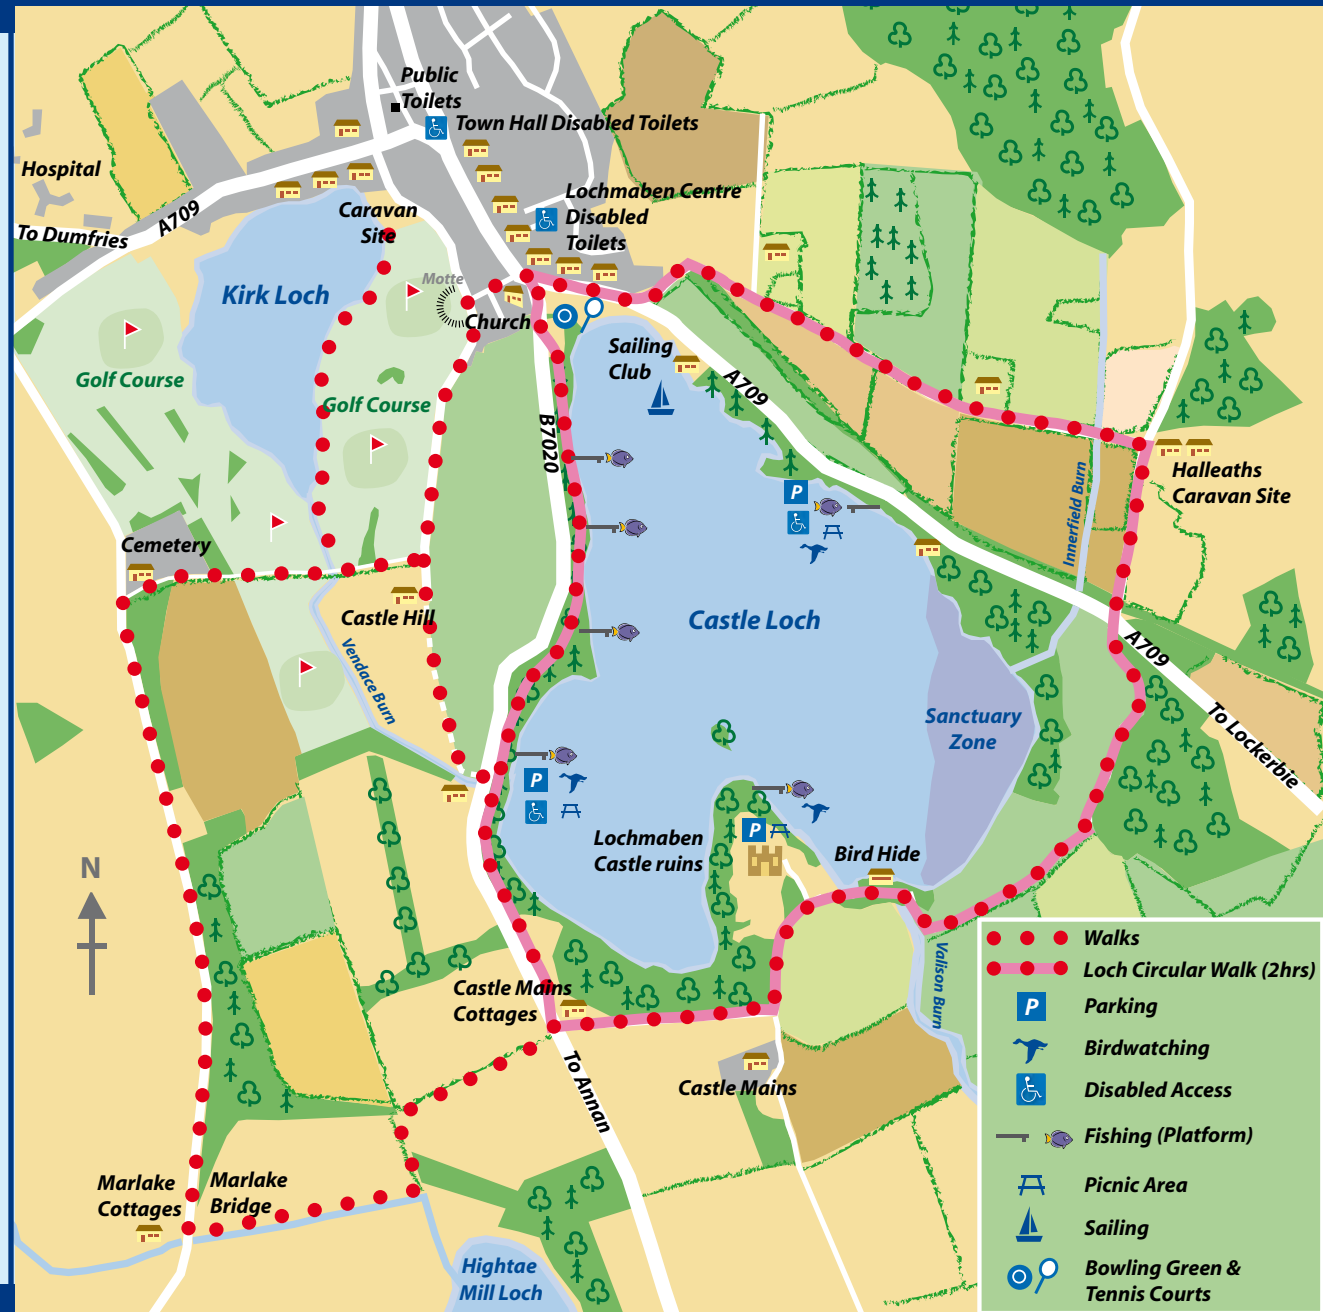 Public
Toilets
Town Hall Disabled Toilets
Hospital
A709
To Dumfries
Caravan
Site
Lochmaben Centre
Disabled
Toilets
Kirk Loch
Motte
Church
Golf Course
Golf Course
Sailing
Club
A709
B7020
P
Halleaths
Caravan Site
Innerfield Burn
Cemetery
Castle Hill
Castle Loch
Vendace Burn
A709
To Lockerbie
Sanctuary
Zone
P
Lochmaben
Castle ruins
P
Bird Hide
N
Valison Burn
Castle Mains
Cottages
To Annan
Castle Mains
Marlake
Cottages
Marlake
Bridge
Hightae
Mill Loch
Walks
Loch Circular Walk (2hrs)
P Parking
Birdwatching
Disabled Access
Fishing (Platform)
Picnic Area
Sailing
Bowling Green &
Tennis Courts